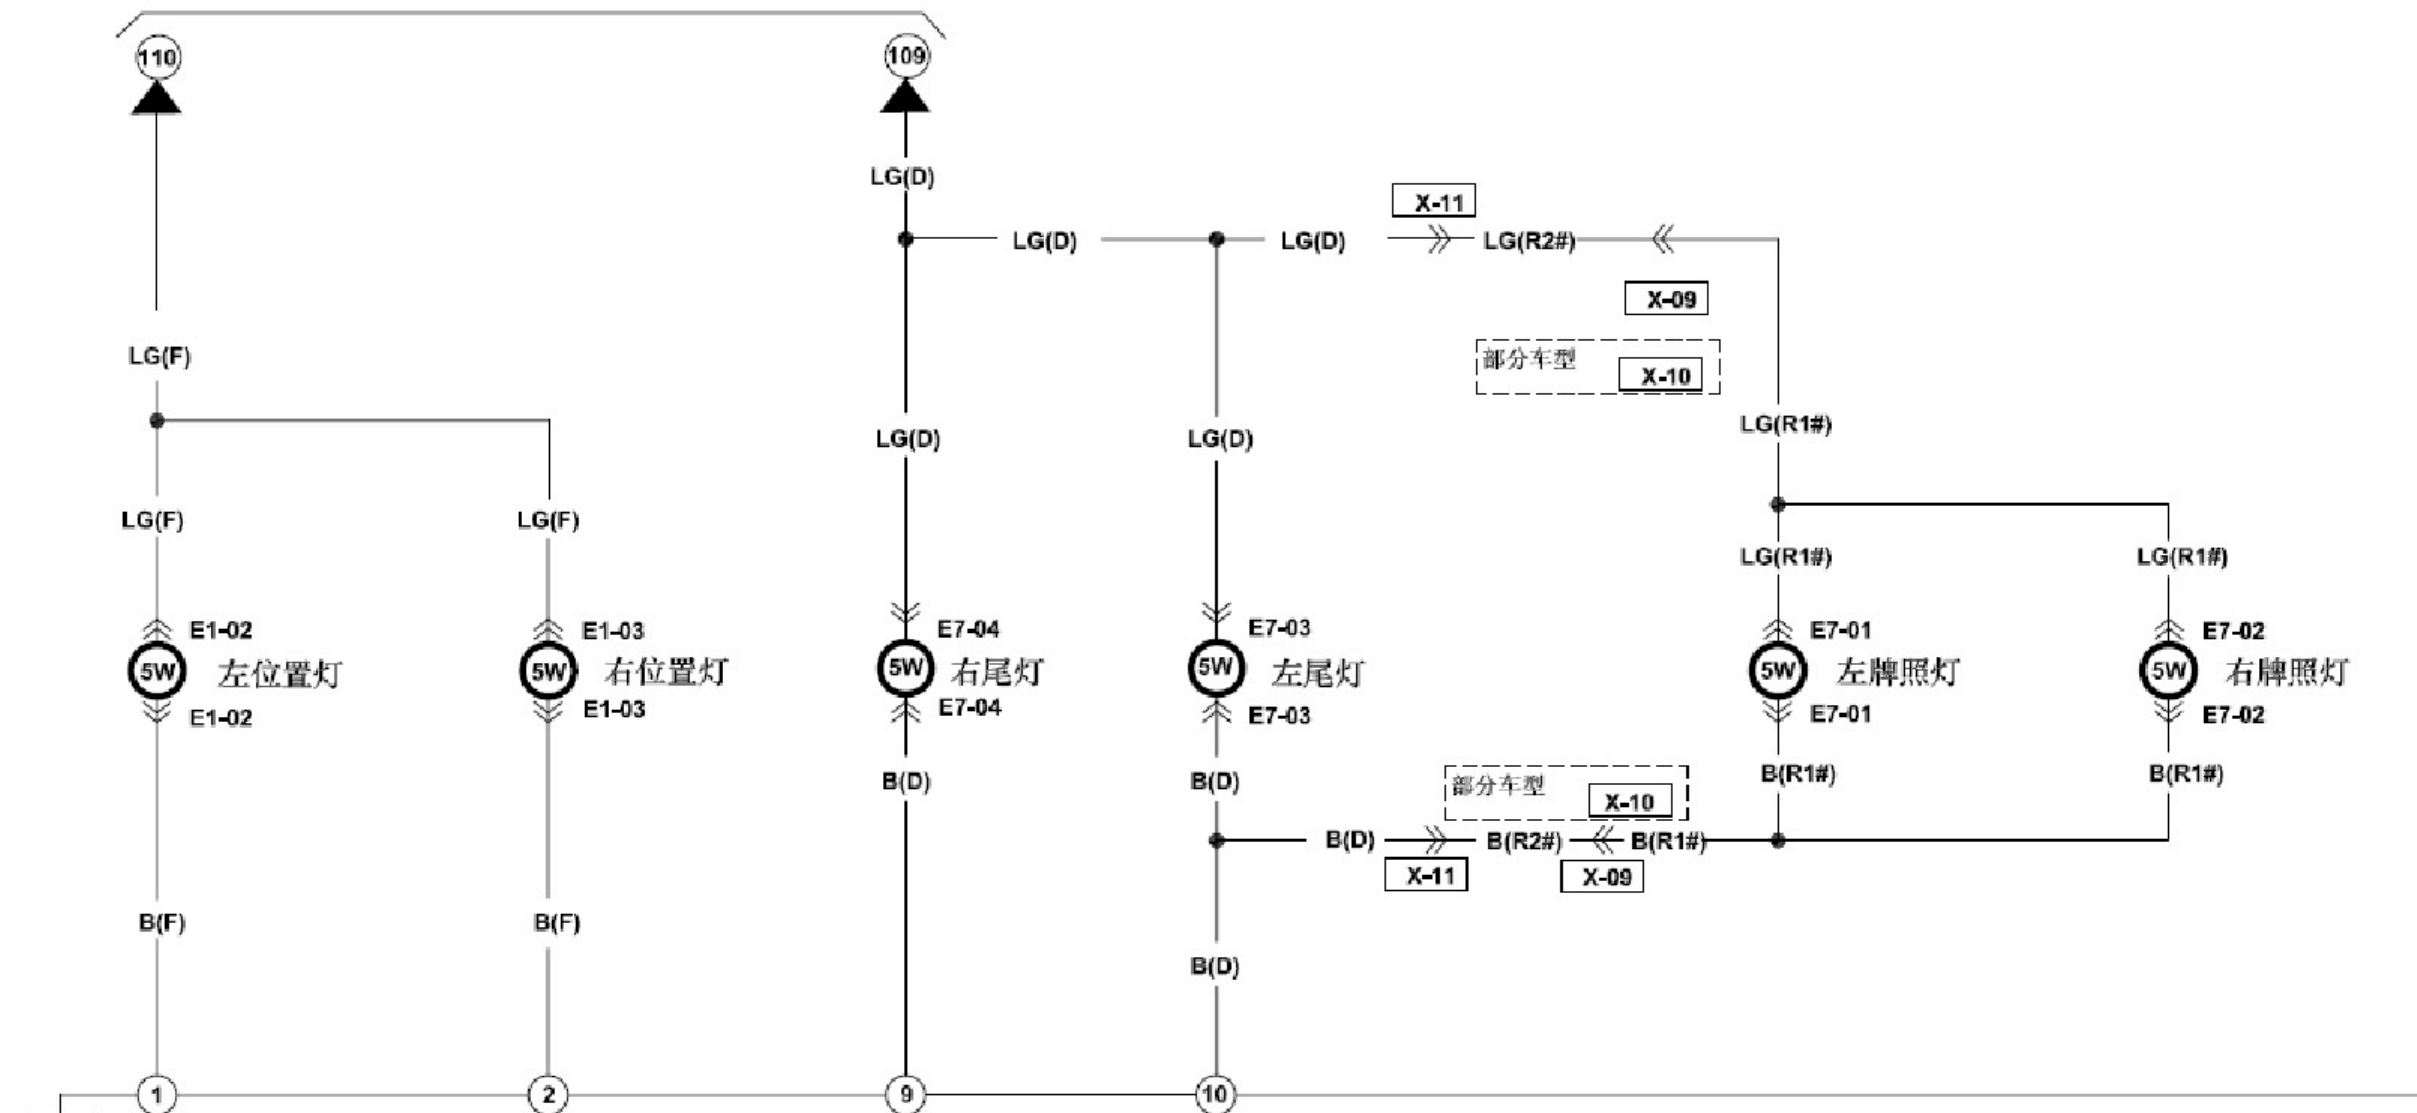 110
109
LG(D)
X-11
LG(D)
LG(D)
LG(R2#)
X-09
LG(F)
部分车型
X-10
LG(D)
LG(D)
LG(R1#)
LG(F)
LG(F)
LG(R1#)
LG(R1#)
E1-02
E1-03
E7-04
E7-03
E7-01
E7-02
5W 左位置灯
5W 右位置灯
5W 右尾灯
5W 左尾灯
5W 左牌照灯
5W 右牌照灯
E1-02
E1-03
E7-04
E7-03
E7-01
E7-02
B(D)
B(D)
部分车型
X-10
B(R1#)
B(R1#)
B(D)
B(R2#)
B(R1#)
X-11
X-09
B(F)
B(F)
B(D)
1
2
9
10